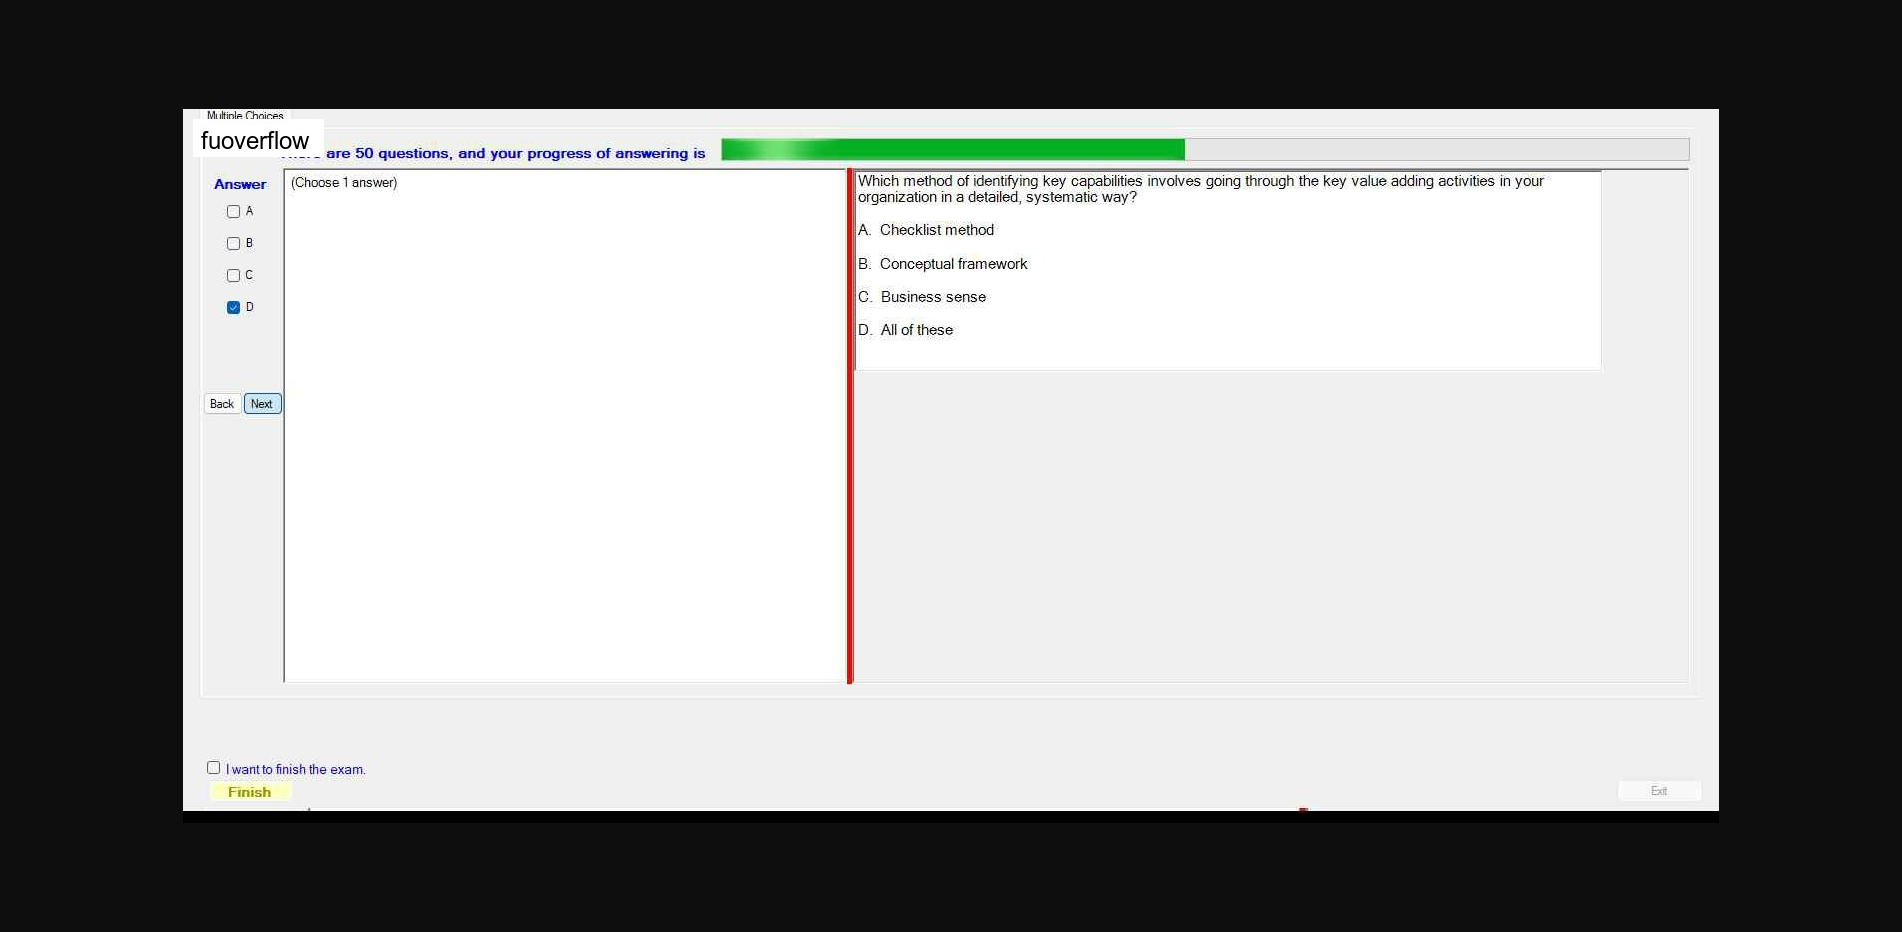 Multiple Choices
fuoverflow
are 50 questions, and your progress of answering is
Answer
(Choose 1 answer)
A
B
C
D
Back Next
Which method of identifying key capabilities involves going through the key value adding activities in your
organization in a detailed, systematic way?
A. Checklist method
B. Conceptual framework
C. Business sense
D. All of these
I want to finish the exam.
Finish
Exit